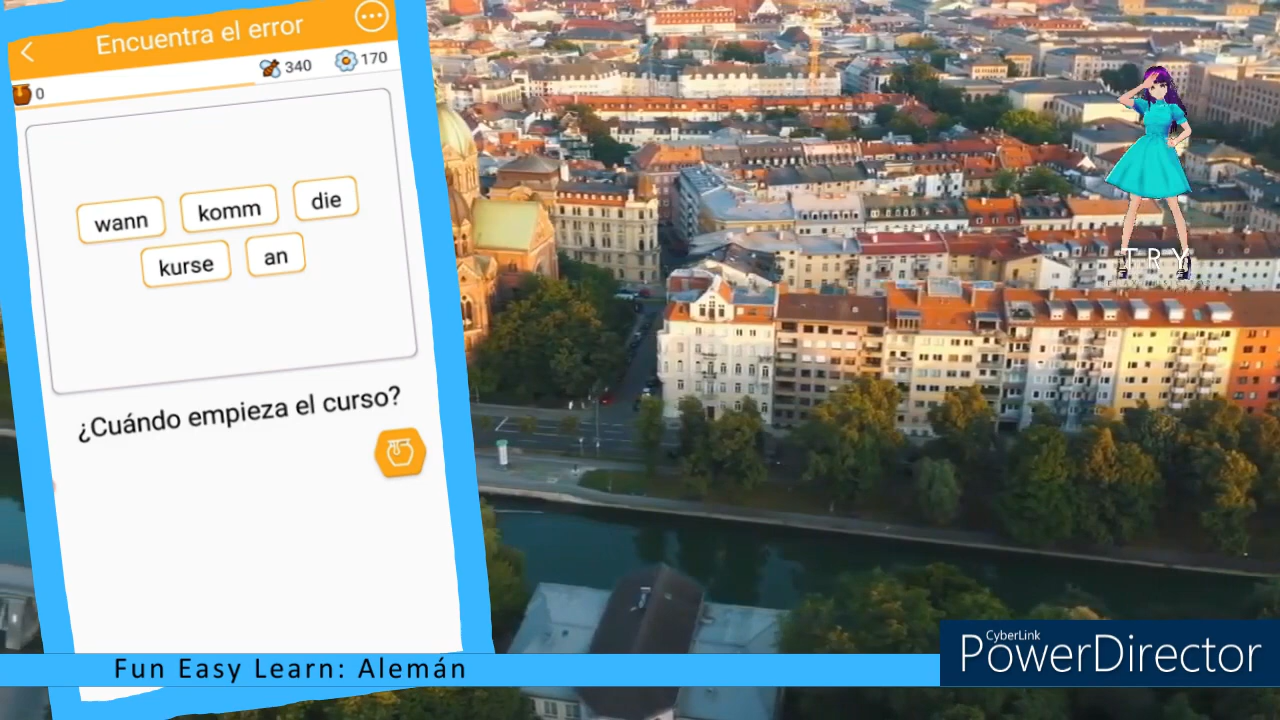 Encuentra el error
340
170
0
wann
komm
die
kurse
an
¿Cuándo empieza el curso?
TRY
Fun Easy Learn: Alemán
CyberLink
PowerDirector